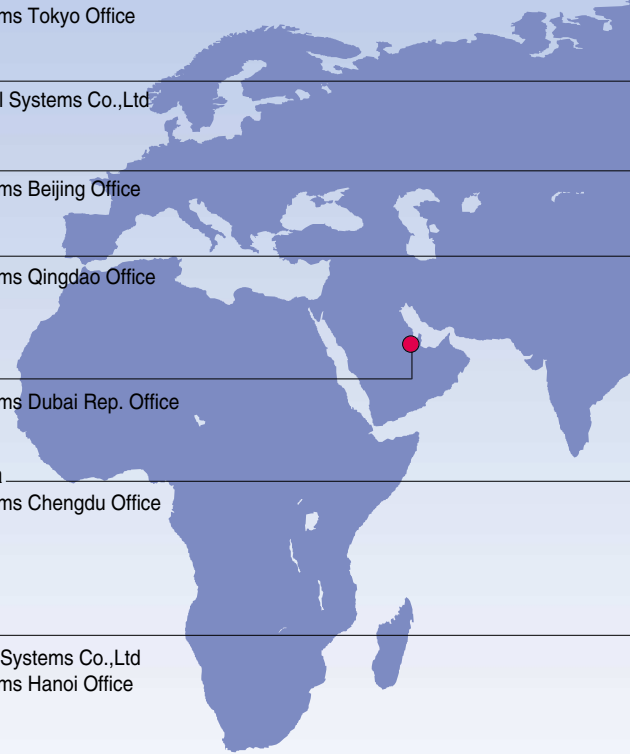 ms Tokyo Office
l Systems Co.,Ltd
ms Beijing Office
ms Qingdao Office
ms Dubai Rep. Office
ms Chengdu Office
Systems Co.,Ltd
ms Hanoi Office